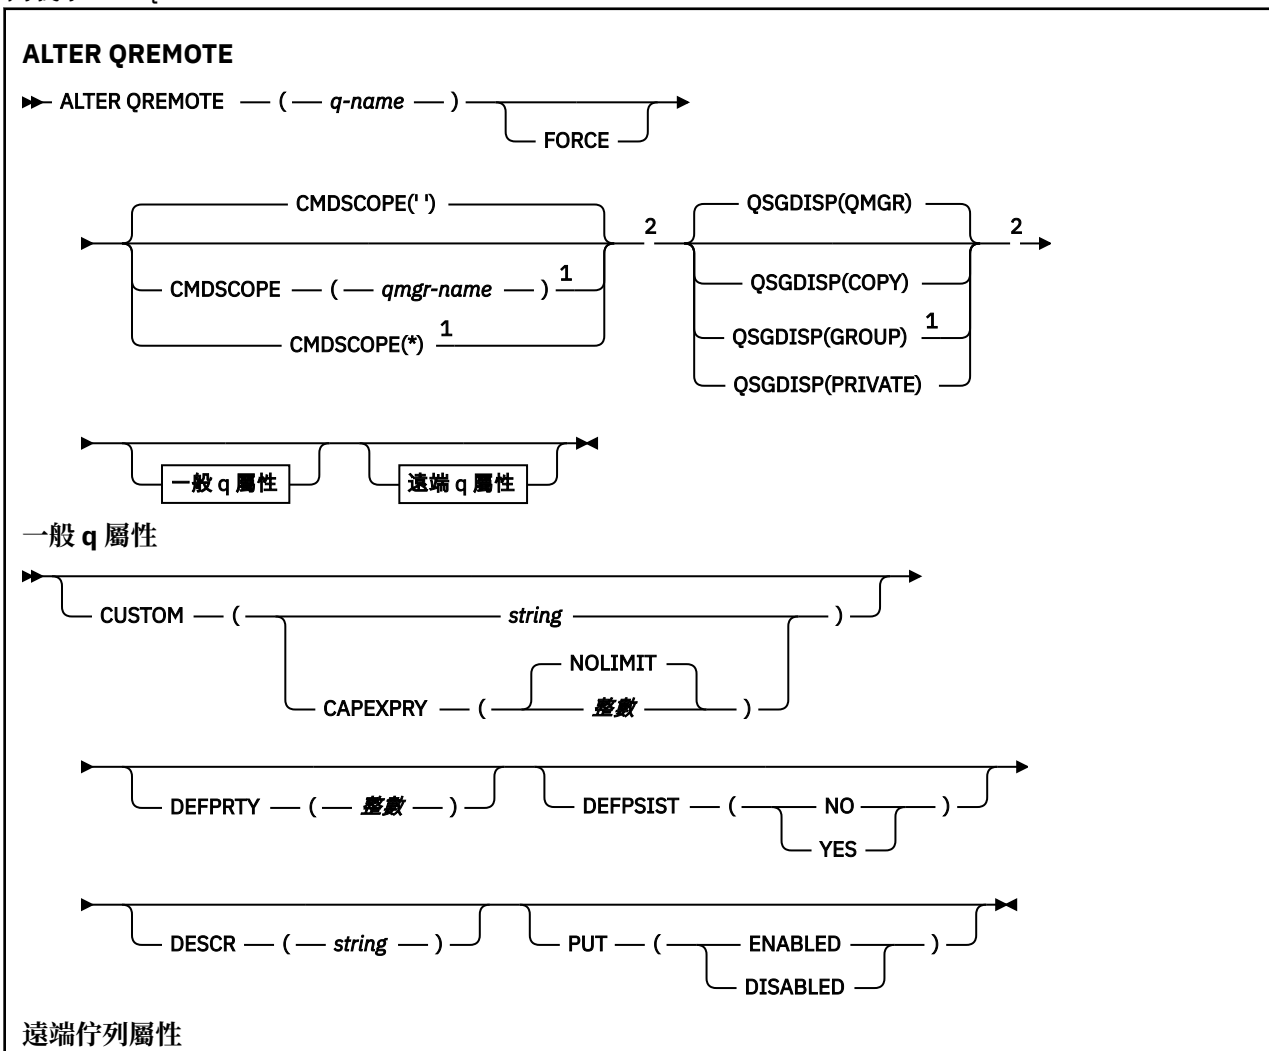 ALTER QREMOTE
ALTER QREMOTE ( q-name )
FORCE
CMDSCOPE(' ')
CMDSCOPE ( qmgr-name ) 1
CMDSCOPE(*) 1
2
QSGDISP(QMGR)
QSGDISP(COPY)
QSGDISP(GROUP) 1
QSGDISP(PRIVATE)
2
一般 q 屬性
遠端 q 屬性
一般 q 屬性
CUSTOM ( string )
CAPEXPRY ( NOLIMIT
整數 )
DEFPRTY ( 整數 )
DEFPSIST ( NO )
YES
DESCR ( string )
PUT ( ENABLED )
DISABLED
遠端佇列屬性